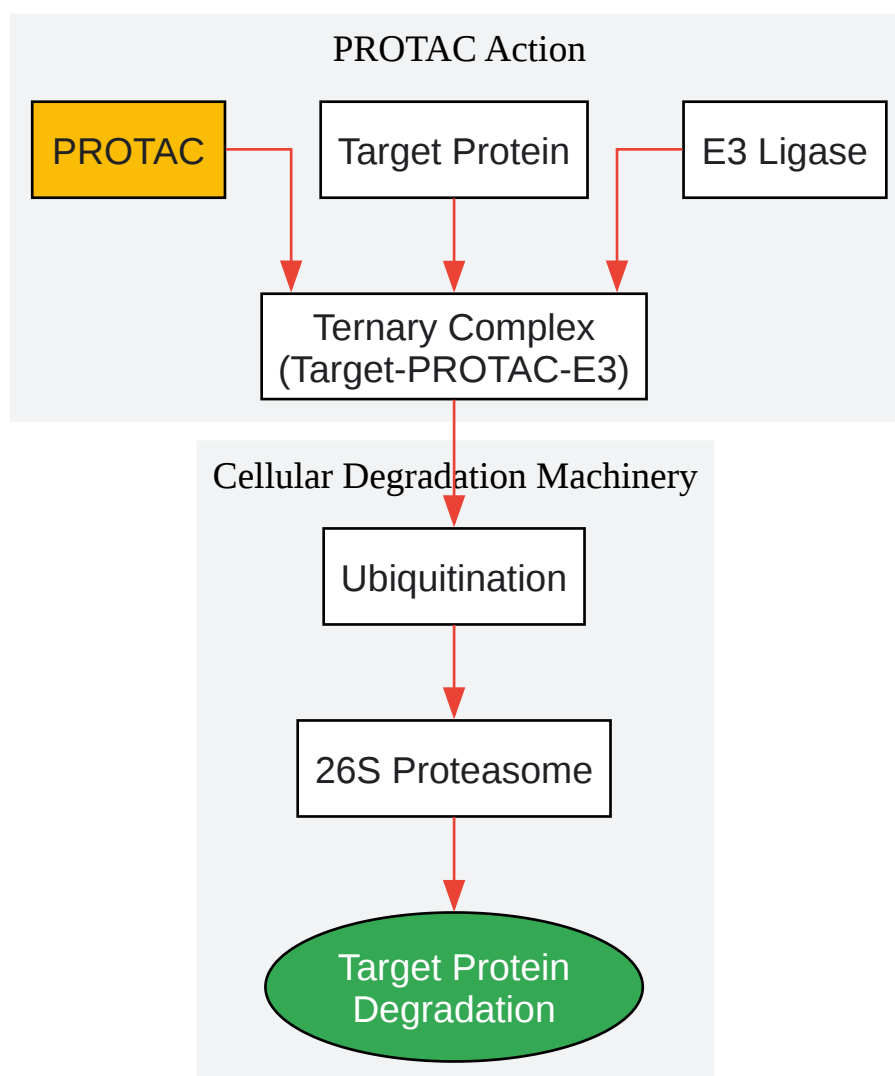 PROTAC Action
PROTAC
Target Protein
E3 Ligase
Ternary Complex
(Target-PROTAC-E3)
Cellular Degradation Machinery
Ubiquitination
26S Proteasome
Target Protein
Degradation